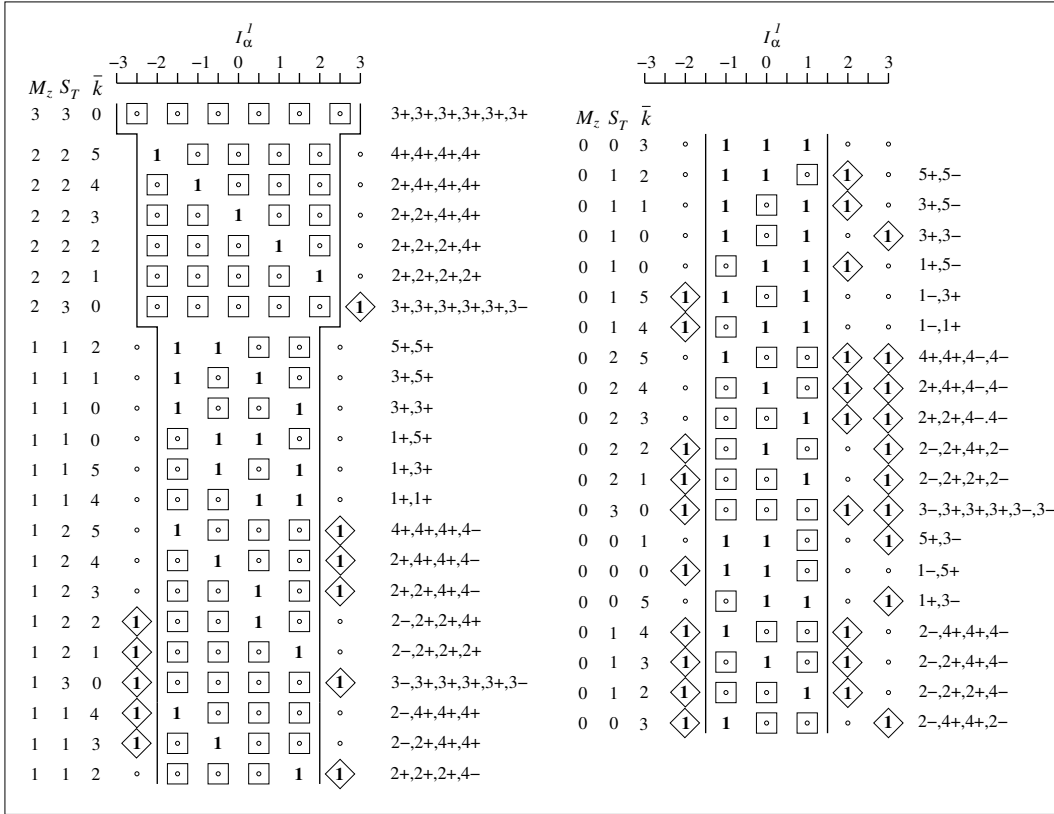 I_α^I
−3 −2 −1 0 1 2 3
M_z S_T k̄
3 3 0 3+,3+,3+,3+,3+,3+
2 2 5 1 4+,4+,4+,4+
2 2 4 1 2+,4+,4+,4+
2 2 3 1 2+,2+,4+,4+
2 2 2 1 2+,2+,2+,4+
2 2 1 1 2+,2+,2+,2+
2 3 0 1 3+,3+,3+,3+,3+,3−
1 1 2 1 1 5+,5+
1 1 1 1 1 3+,5+
1 1 0 1 1 3+,3+
1 1 0 1 1 1+,5+
1 1 5 1 1 1+,3+
1 1 4 1 1 1+,1+
1 2 5 1 1 4+,4+,4+,4−
1 2 4 1 1 2+,4+,4+,4−
1 2 3 1 1 2+,2+,4+,4−
1 2 2 1 1 2−,2+,2+,4+
1 2 1 1 1 2−,2+,2+,2+
1 3 0 1 1 3−,3+,3+,3+,3+,3−
1 1 4 1 1 2−,4+,4+,4+
1 1 3 1 1 2−,2+,4+,4+
1 1 2 1 1 2+,2+,2+,4−
I_α^I
−3 −2 −1 0 1 2 3
M_z S_T k̄
0 0 3 1 1 1
0 1 2 1 1 1 5+,5−
0 1 1 1 1 1 3+,5−
0 1 0 1 1 1 3+,3−
0 1 0 1 1 1 1+,5−
0 1 5 1 1 1 1−,3+
0 1 4 1 1 1 1−,1+
0 2 5 1 1 1 4+,4+,4−,4−
0 2 4 1 1 1 2+,4+,4−,4−
0 2 3 1 1 1 2+,2+,4−.4−
0 2 2 1 1 1 2−,2+,4+,2−
0 2 1 1 1 1 2−,2+,2+,2−
0 3 0 1 1 1 3−,3+,3+,3+,3−,3−
0 0 1 1 1 1 5+,3−
0 0 0 1 1 1 1−,5+
0 0 5 1 1 1 1+,3−
0 1 4 1 1 1 2−,4+,4+,4−
0 1 3 1 1 1 2−,2+,4+,4−
0 1 2 1 1 1 2−,2+,2+,4−
0 0 3 1 1 1 2−,4+,4+,2−